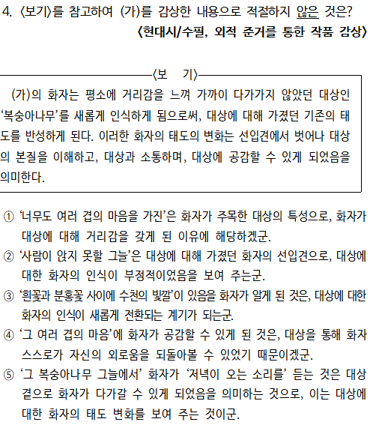 4. <보기>를 참고하여 (가)를 감상한 내용으로 적절하지 않은 것은?
<현대시/수필, 외적 준거를 통한 작품 감상>
<보 기>
(가)의 화자는 평소에 거리감을 느껴 가까이 다가가지 않았던 대상인
'복숭아나무'를 새롭게 인식하게 됨으로써, 대상에 대해 가졌던 기존의 태
도를 반성하게 된다. 이러한 화자의 태도의 변화는 선입견에서 벗어나 대상
의 본질을 이해하고, 대상과 소통하며, 대상에 공감할 수 있게 되었음을
의미한다.
① '너무도 여러 겹의 마음을 가진'은 화자가 주목한 대상의 특성으로, 화자가
대상에 대해 거리감을 갖게 된 이유에 해당하겠군.
② '사람이 앉지 못할 그늘'은 대상에 대해 가졌던 화자의 선입견으로, 대상에
대한 화자의 인식이 부정적이었음을 보여 주는군.
③ '흰꽃과 분홍꽃 사이에 수천의 빛깔'이 있음을 화자가 알게 된 것은, 대상에 대한
화자의 인식이 새롭게 전환되는 계기가 되는군.
④ '그 여러 겹의 마음'에 화자가 공감할 수 있게 된 것은, 대상을 통해 화자
스스로가 자신의 외로움을 되돌아볼 수 있었기 때문이겠군.
⑤ '그 복숭아나무 그늘에서' 화자가 '저녁이 오는 소리를' 듣는 것은 대상
곁으로 화자가 다가갈 수 있게 되었음을 의미하는 것으로, 이는 대상에
대한 화자의 태도 변화를 보여 주는 것이군.